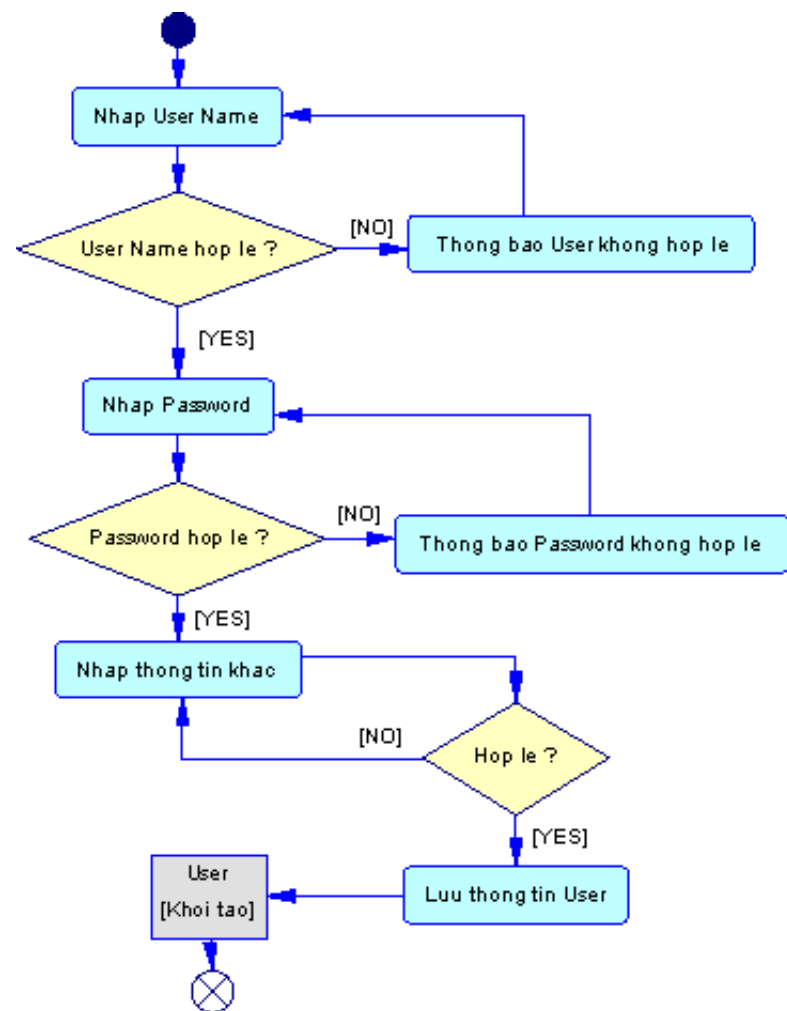 Nhap User Name
User Name hop le ?
[NO]
Thong bao User khong hop le
[YES]
Nhap Password
Password hop le ?
[NO]
Thong bao Password khong hop le
[YES]
Nhap thong tin khac
[NO]
Hop le ?
[YES]
User
[Khoi tao]
Luu thong tin User